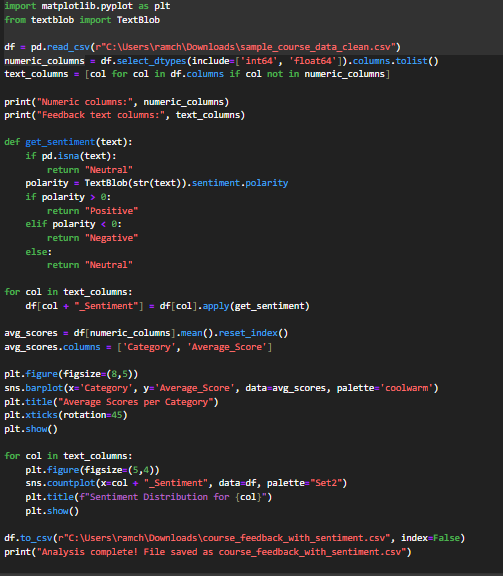 import matplotlib.pyplot as plt
from textblob import TextBlob
df = pd.read_csv(r"C:\Users\ramch\Downloads\sample_course_data_clean.csv")
numeric_columns = df.select_dtypes(include=['int64', 'float64']).columns.tolist()
text_columns = [col for col in df.columns if col not in numeric_columns]
print("Numeric columns:", numeric_columns)
print("Feedback text columns:", text_columns)
def get_sentiment(text):
    if pd.isna(text):
        return "Neutral"
    polarity = TextBlob(str(text)).sentiment.polarity
    if polarity > 0:
        return "Positive"
    elif polarity < 0:
        return "Negative"
    else:
        return "Neutral"
for col in text_columns:
    df[col + "_Sentiment"] = df[col].apply(get_sentiment)
avg_scores = df[numeric_columns].mean().reset_index()
avg_scores.columns = ['Category', 'Average_Score']
plt.figure(figsize=(8,5))
sns.barplot(x='Category', y='Average_Score', data=avg_scores, palette='coolwarm')
plt.title("Average Scores per Category")
plt.xticks(rotation=45)
plt.show()
for col in text_columns:
    plt.figure(figsize=(5,4))
    sns.countplot(x=col + "_Sentiment", data=df, palette="Set2")
    plt.title(f"Sentiment Distribution for {col}")
    plt.show()
df.to_csv(r"C:\Users\ramch\Downloads\course_feedback_with_sentiment.csv", index=False)
print("Analysis complete! File saved as course_feedback_with_sentiment.csv")